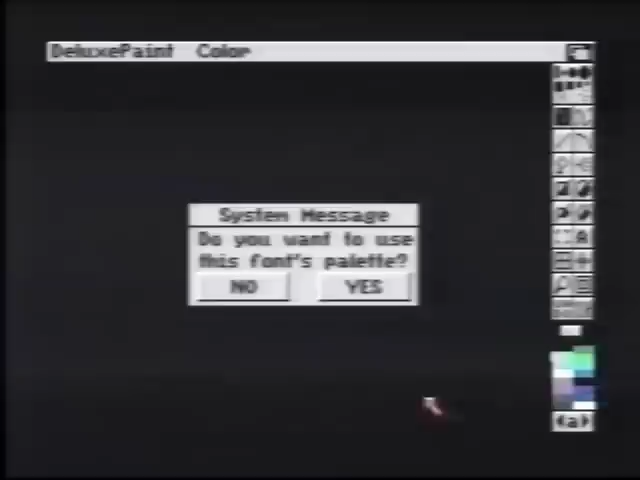 DeluxePaint Color
System Message
Do you want to use
this font's palette?
NO YES
A
(a)